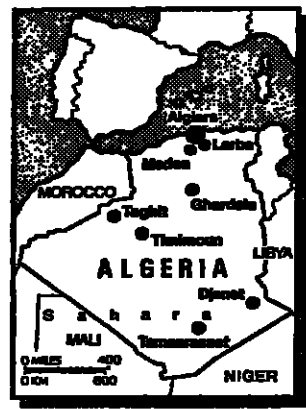 Algiers
Larba
Medea
MOROCCO
Ghardaia
Taghit
Timimoun
LIBYA
ALGERIA
Djanet
Sahara
MALI
Tamanrasset
0 MILES 400
0 KM 600
NIGER